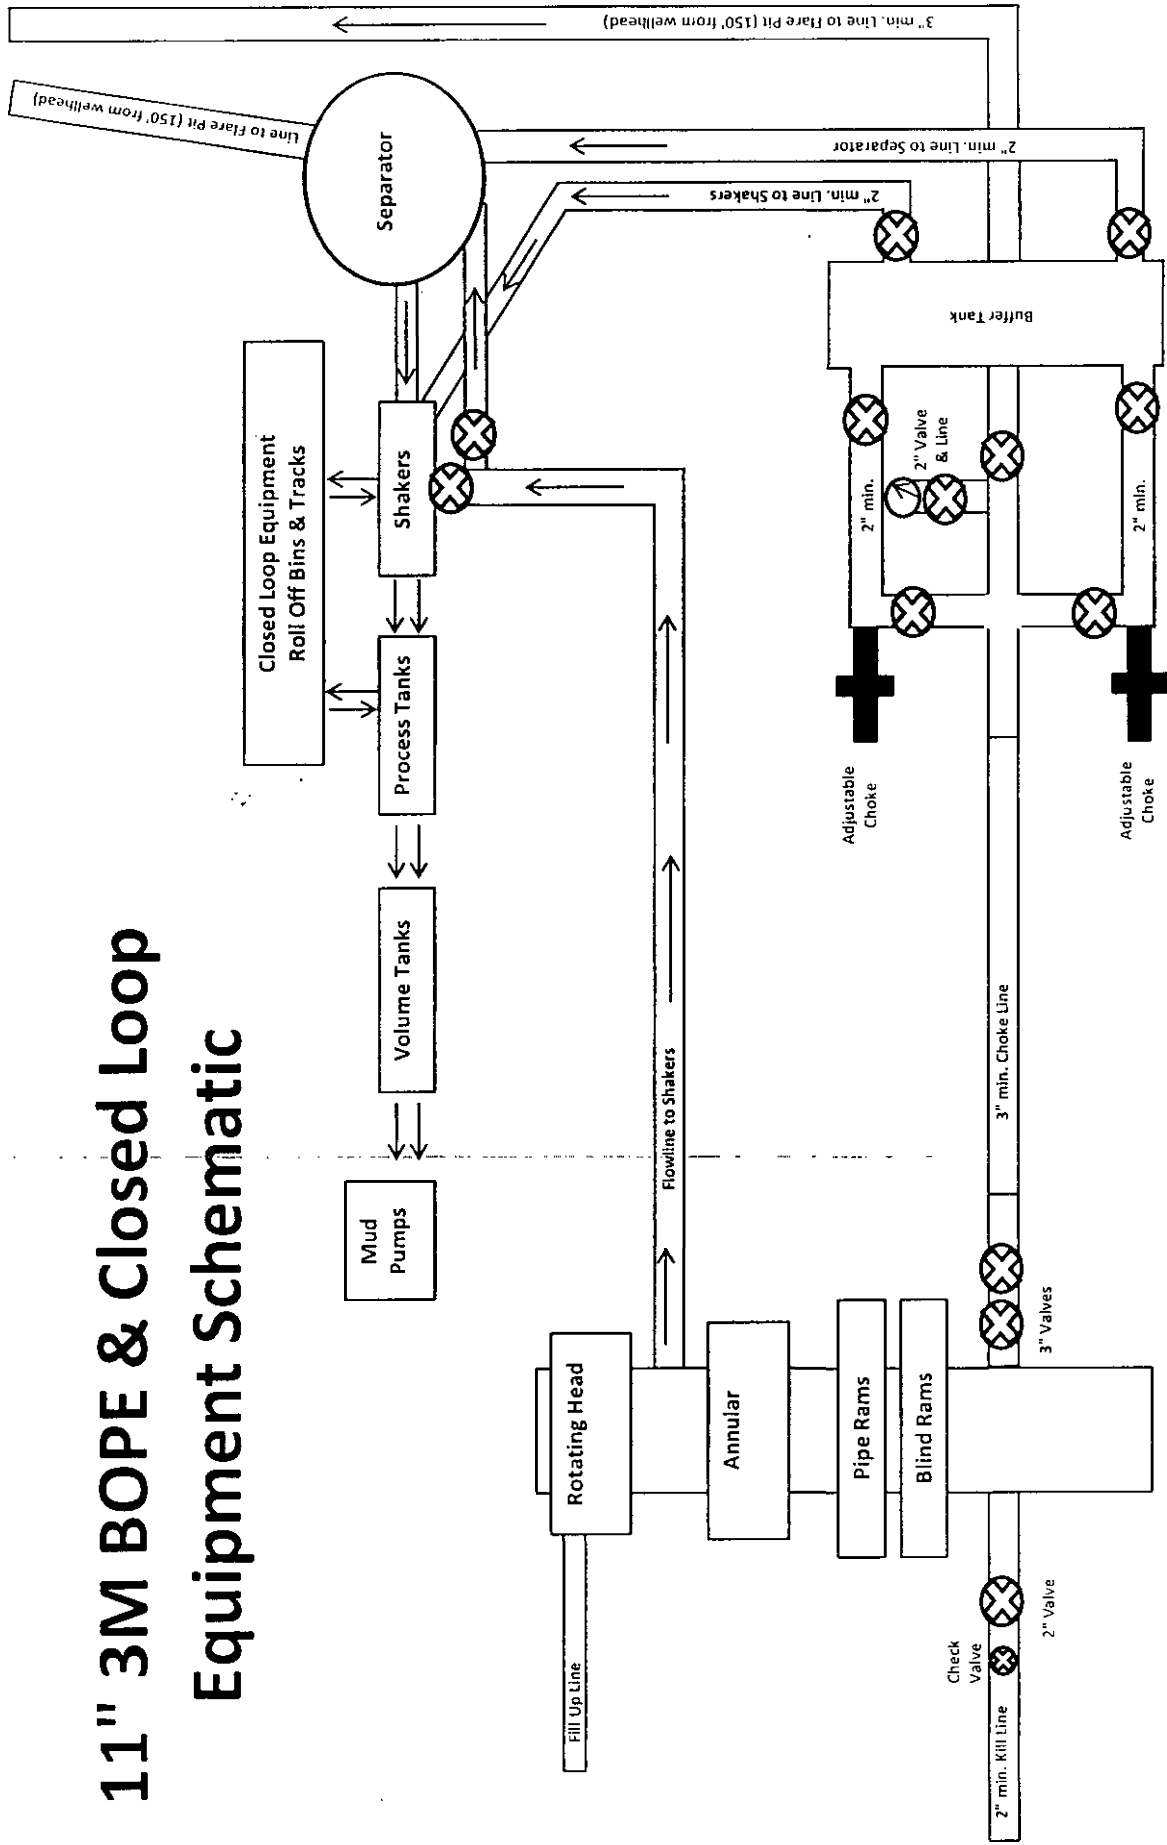 11" 3M BOPE & Closed Loop
Equipment Schematic
Closed Loop Equipment
Roll Off Bins & Tracks
Mud
Pumps
Volume Tanks
Process Tanks
Shakers
Separator
Line to Flare Pit (150' from wellhead)
3" min. Line to Flare Pit (150' from wellhead)
2" min. Line to Separator
2" min. Line to Shakers
Fill Up Line
Rotating Head
Flowline to Shakers
Annular
Pipe Rams
Blind Rams
Check
Valve
2" Valve
2" min. Kill Line
3" Valves
3" min. Choke Line
Adjustable
Choke
Adjustable
Choke
2" min.
2" Valve
& Line
2" min.
Buffer Tank